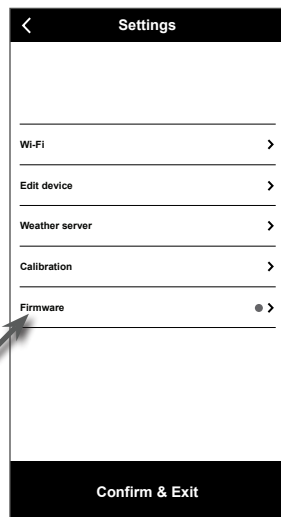 Settings
Wi-Fi
Edit device
Weather server
Calibration
Firmware
Confirm & Exit